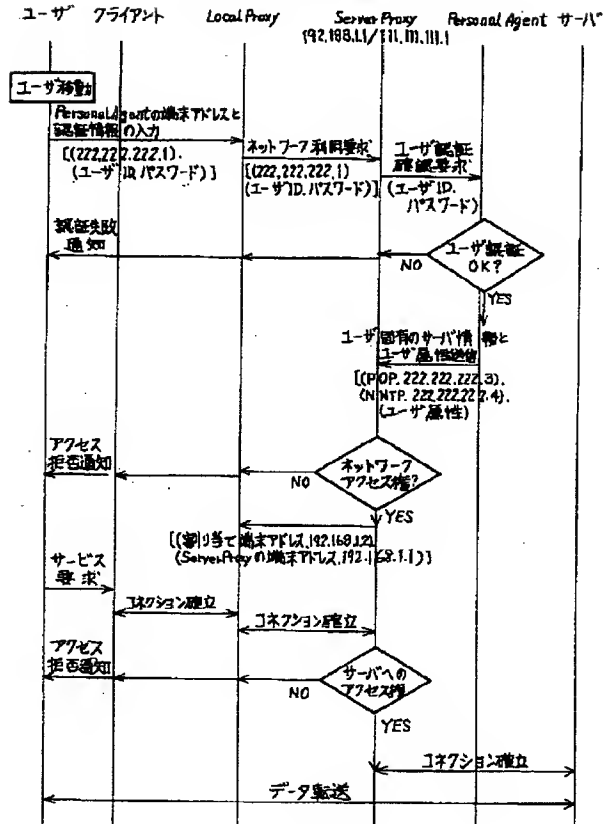 ユーザ クライアント Local Proxy Server Proxy Personal Agent サーバ
192.198.1.1/111.111.111.1
ユーザ移動
Personal Agentの端末アドレスと
認証情報の入力
[(222.222.222.1).
(ユーザID.パスワード)]
ネットワーク利用要求
[(222.222.222.1)
(ユーザID.パスワード)]
ユーザ認証
確認要求
(ユーザID.
パスワード)
認証失敗
通知
NO
ユーザ認証
OK?
YES
ユーザ固有のサーバ情報と
ユーザ属性送信
[(POP.222.222.222.3).
(NNTP.222.222.222.4).
(ユーザ属性)
アクセス
拒否通知
NO
ネットワーク
アクセス権?
YES
[(割り当て端末アドレス.192.168.1.2)
(ServerProxyの端末アドレス.192.168.1.1)]
サービス
要求
コネクション確立
コネクション確立
アクセス
拒否通知
NO
サーバへの
アクセス権
YES
コネクション確立
データ転送